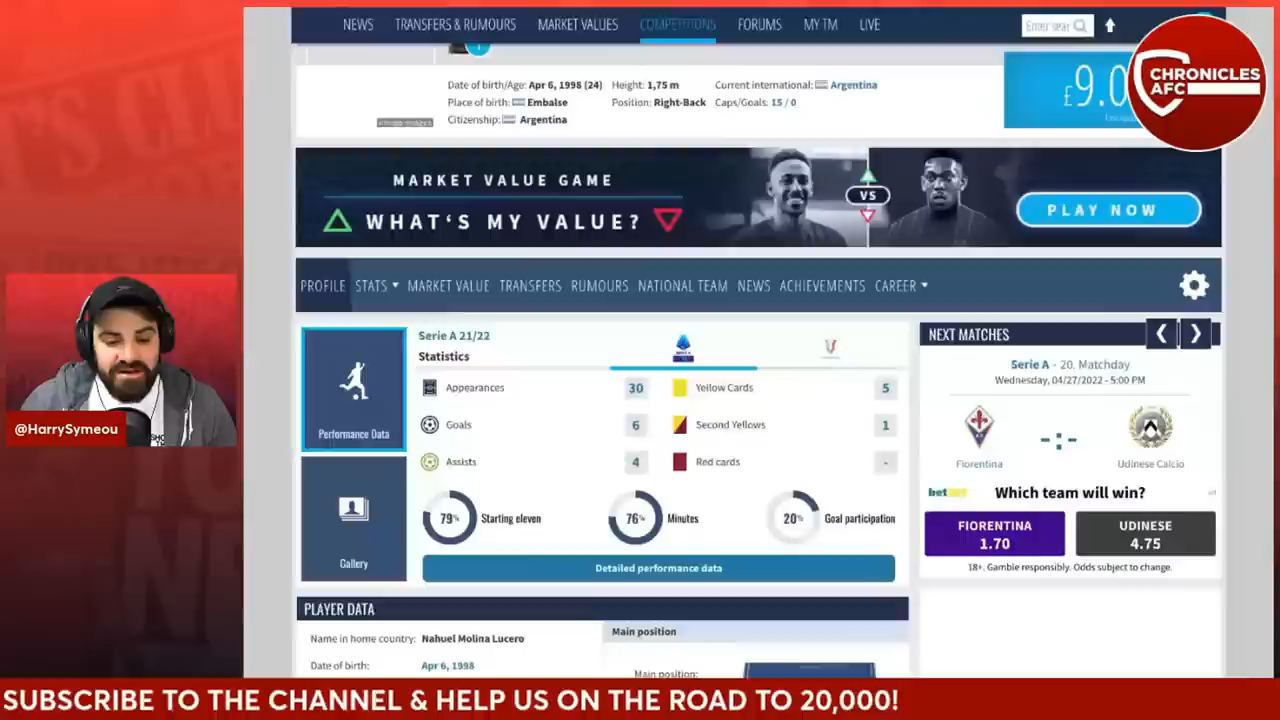 NEWS TRANSFERS & RUMOURS MARKET VALUES COMPETITIONS FORUMS MY TM LIVE
Enter sear
CHRONICLES
AFC
Date of birth/Age: Apr 6, 1998 (24) Height: 1,75 m Current international: Argentina
Place of birth: Embalse Position: Right-Back Caps/Goals: 15 / 0
Citizenship: Argentina
£9.0
MARKET VALUE GAME
WHAT'S MY VALUE?
VS
PLAY NOW
PROFILE STATS MARKET VALUE TRANSFERS RUMOURS NATIONAL TEAM NEWS ACHIEVEMENTS CAREER
Performance Data
Gallery
Serie A 21/22
Statistics
Appearances 30 Yellow Cards 5
Goals 6 Second Yellows 1
Assists 4 Red cards -
79% Starting eleven 76% Minutes 20% Goal participation
Detailed performance data
NEXT MATCHES
Serie A - 20. Matchday
Wednesday, 04/27/2022 - 5:00 PM
-:-
Fiorentina Udinese Calcio
Which team will win?
FIORENTINA UDINESE
1.70 4.75
18+. Gamble responsibly. Odds subject to change.
PLAYER DATA
Name in home country: Nahuel Molina Lucero
Date of birth: Apr 6, 1998
Main position
Main position:
@HarrySymeou
SUBSCRIBE TO THE CHANNEL & HELP US ON THE ROAD TO 20,000!